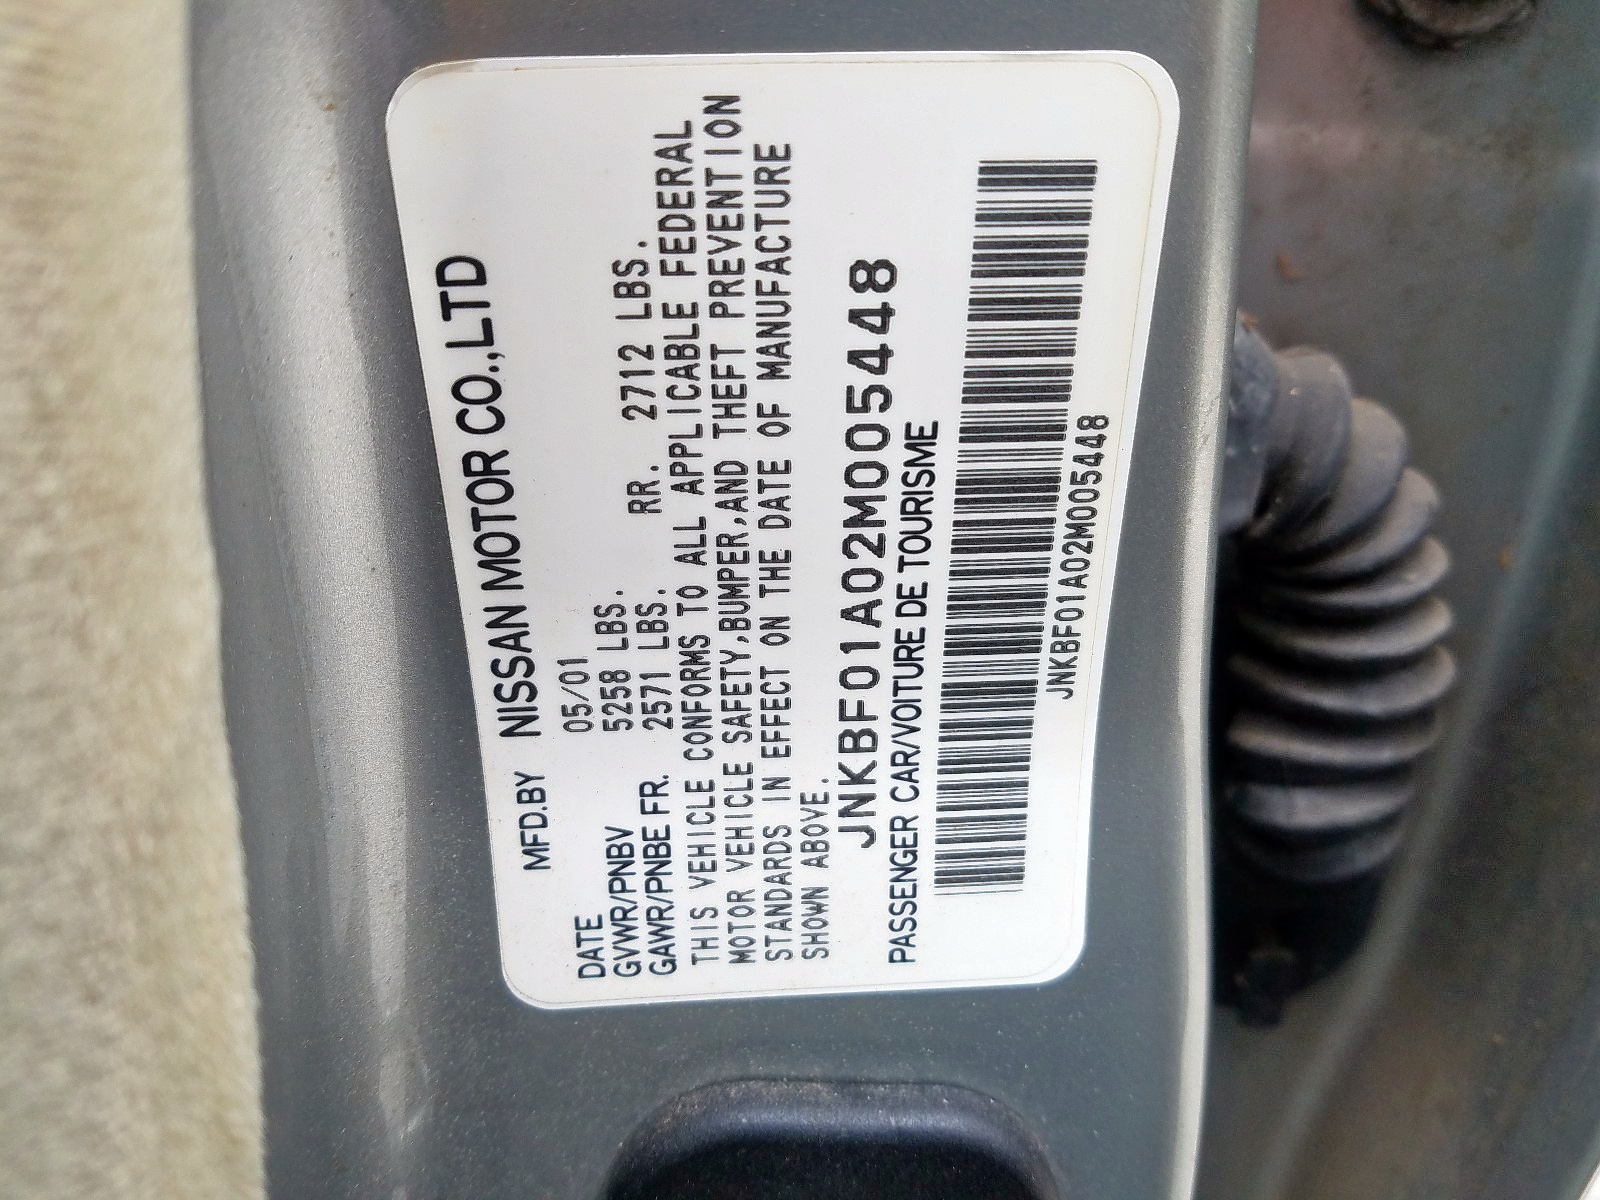 MFD.BY NISSAN MOTOR CO.,LTD
DATE 05/01
GVWR/PNBV 5258 LBS.
GAWR/PNBE FR. 2571 LBS. RR. 2712 LBS.
THIS VEHICLE CONFORMS TO ALL APPLICABLE FEDERAL
MOTOR VEHICLE SAFETY,BUMPER,AND THEFT PREVENTION
STANDARDS IN EFFECT ON THE DATE OF MANUFACTURE
SHOWN ABOVE.
JNKBF01A02M005448
PASSENGER CAR/VOITURE DE TOURISME
JNKBF01A02M005448